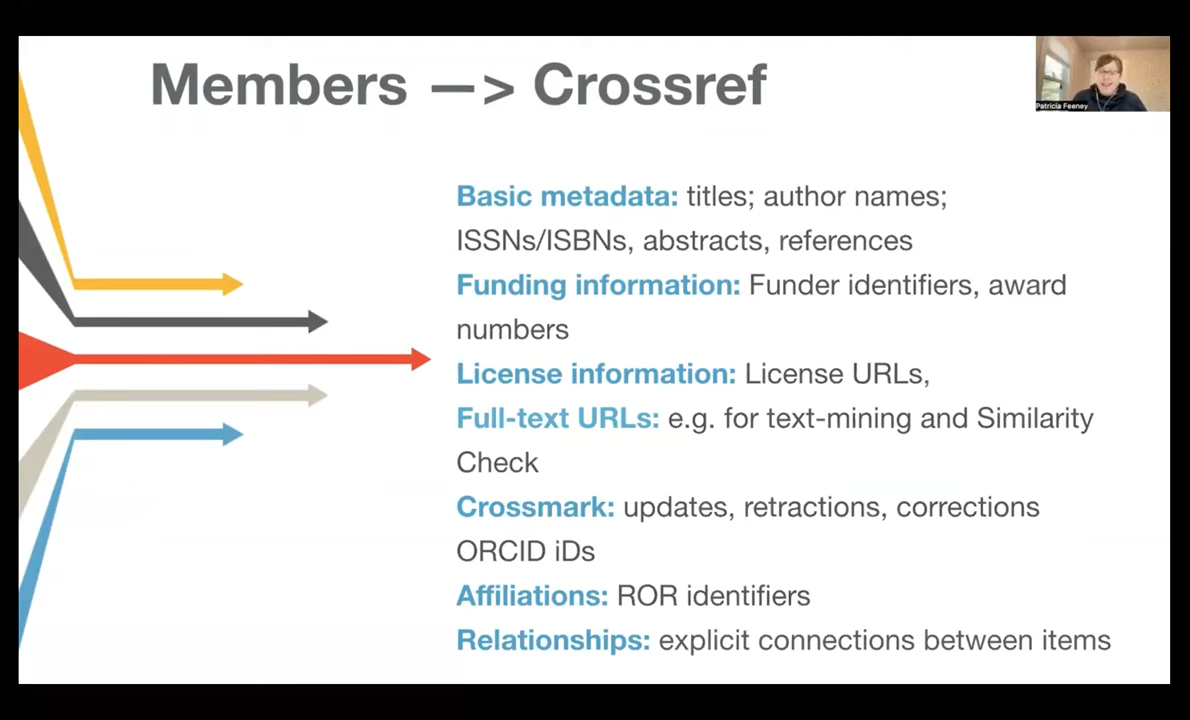 Members —> Crossref
Patricia Feeney
Basic metadata: titles; author names;
ISSNs/ISBNs, abstracts, references
Funding information: Funder identifiers, award
numbers
License information: License URLs,
Full-text URLs: e.g. for text-mining and Similarity
Check
Crossmark: updates, retractions, corrections
ORCID iDs
Affiliations: ROR identifiers
Relationships: explicit connections between items